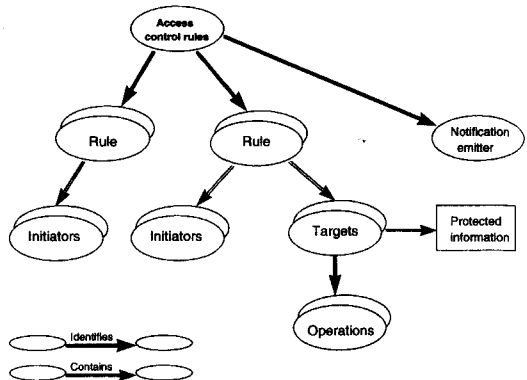 Access
control rules
Rule
Rule
Notification
emitter
Initiators
Initiators
Targets
Protected
information
Operations
Identifies
Contains